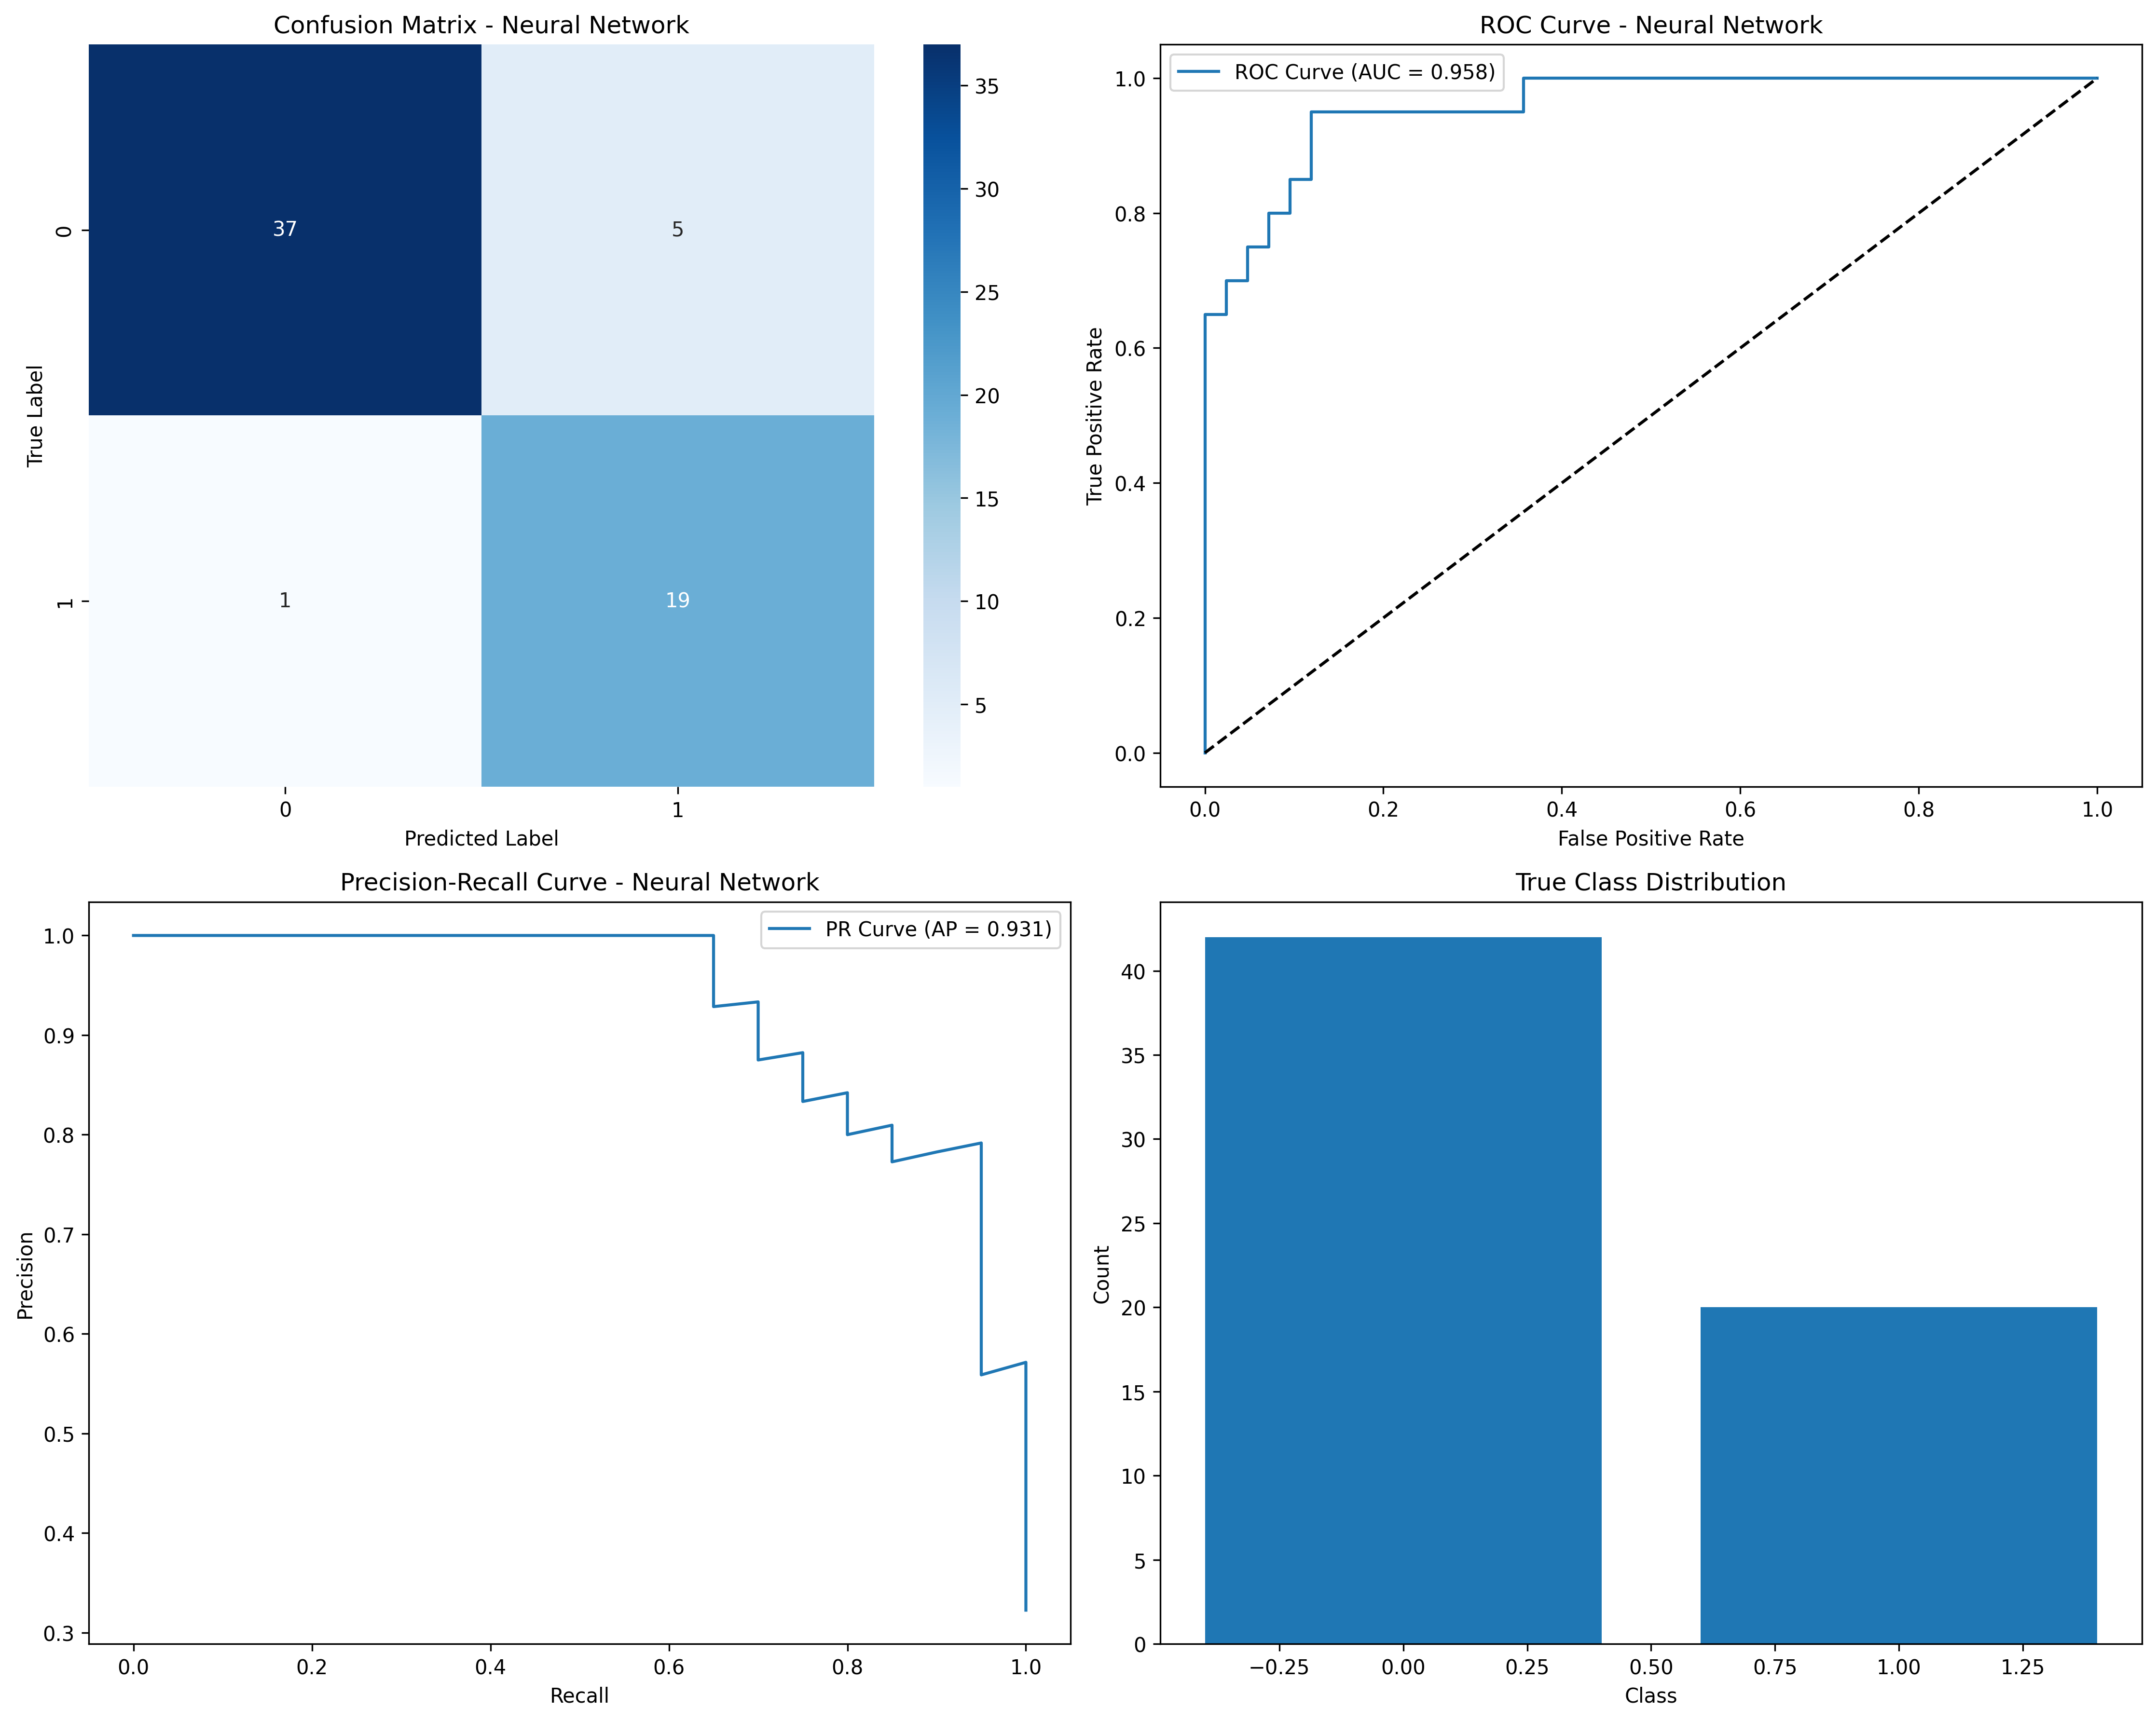 Confusion Matrix - Neural Network
True Label
0
1
37
5
1
19
0
1
Predicted Label
35
30
25
20
15
10
5
ROC Curve - Neural Network
ROC Curve (AUC = 0.958)
True Positive Rate
1.0
0.8
0.6
0.4
0.2
0.0
0.0 0.2 0.4 0.6 0.8 1.0
False Positive Rate
Precision-Recall Curve - Neural Network
PR Curve (AP = 0.931)
Precision
1.0
0.9
0.8
0.7
0.6
0.5
0.4
0.3
0.0 0.2 0.4 0.6 0.8 1.0
Recall
True Class Distribution
Count
40
35
30
25
20
15
10
5
0
−0.25 0.00 0.25 0.50 0.75 1.00 1.25
Class